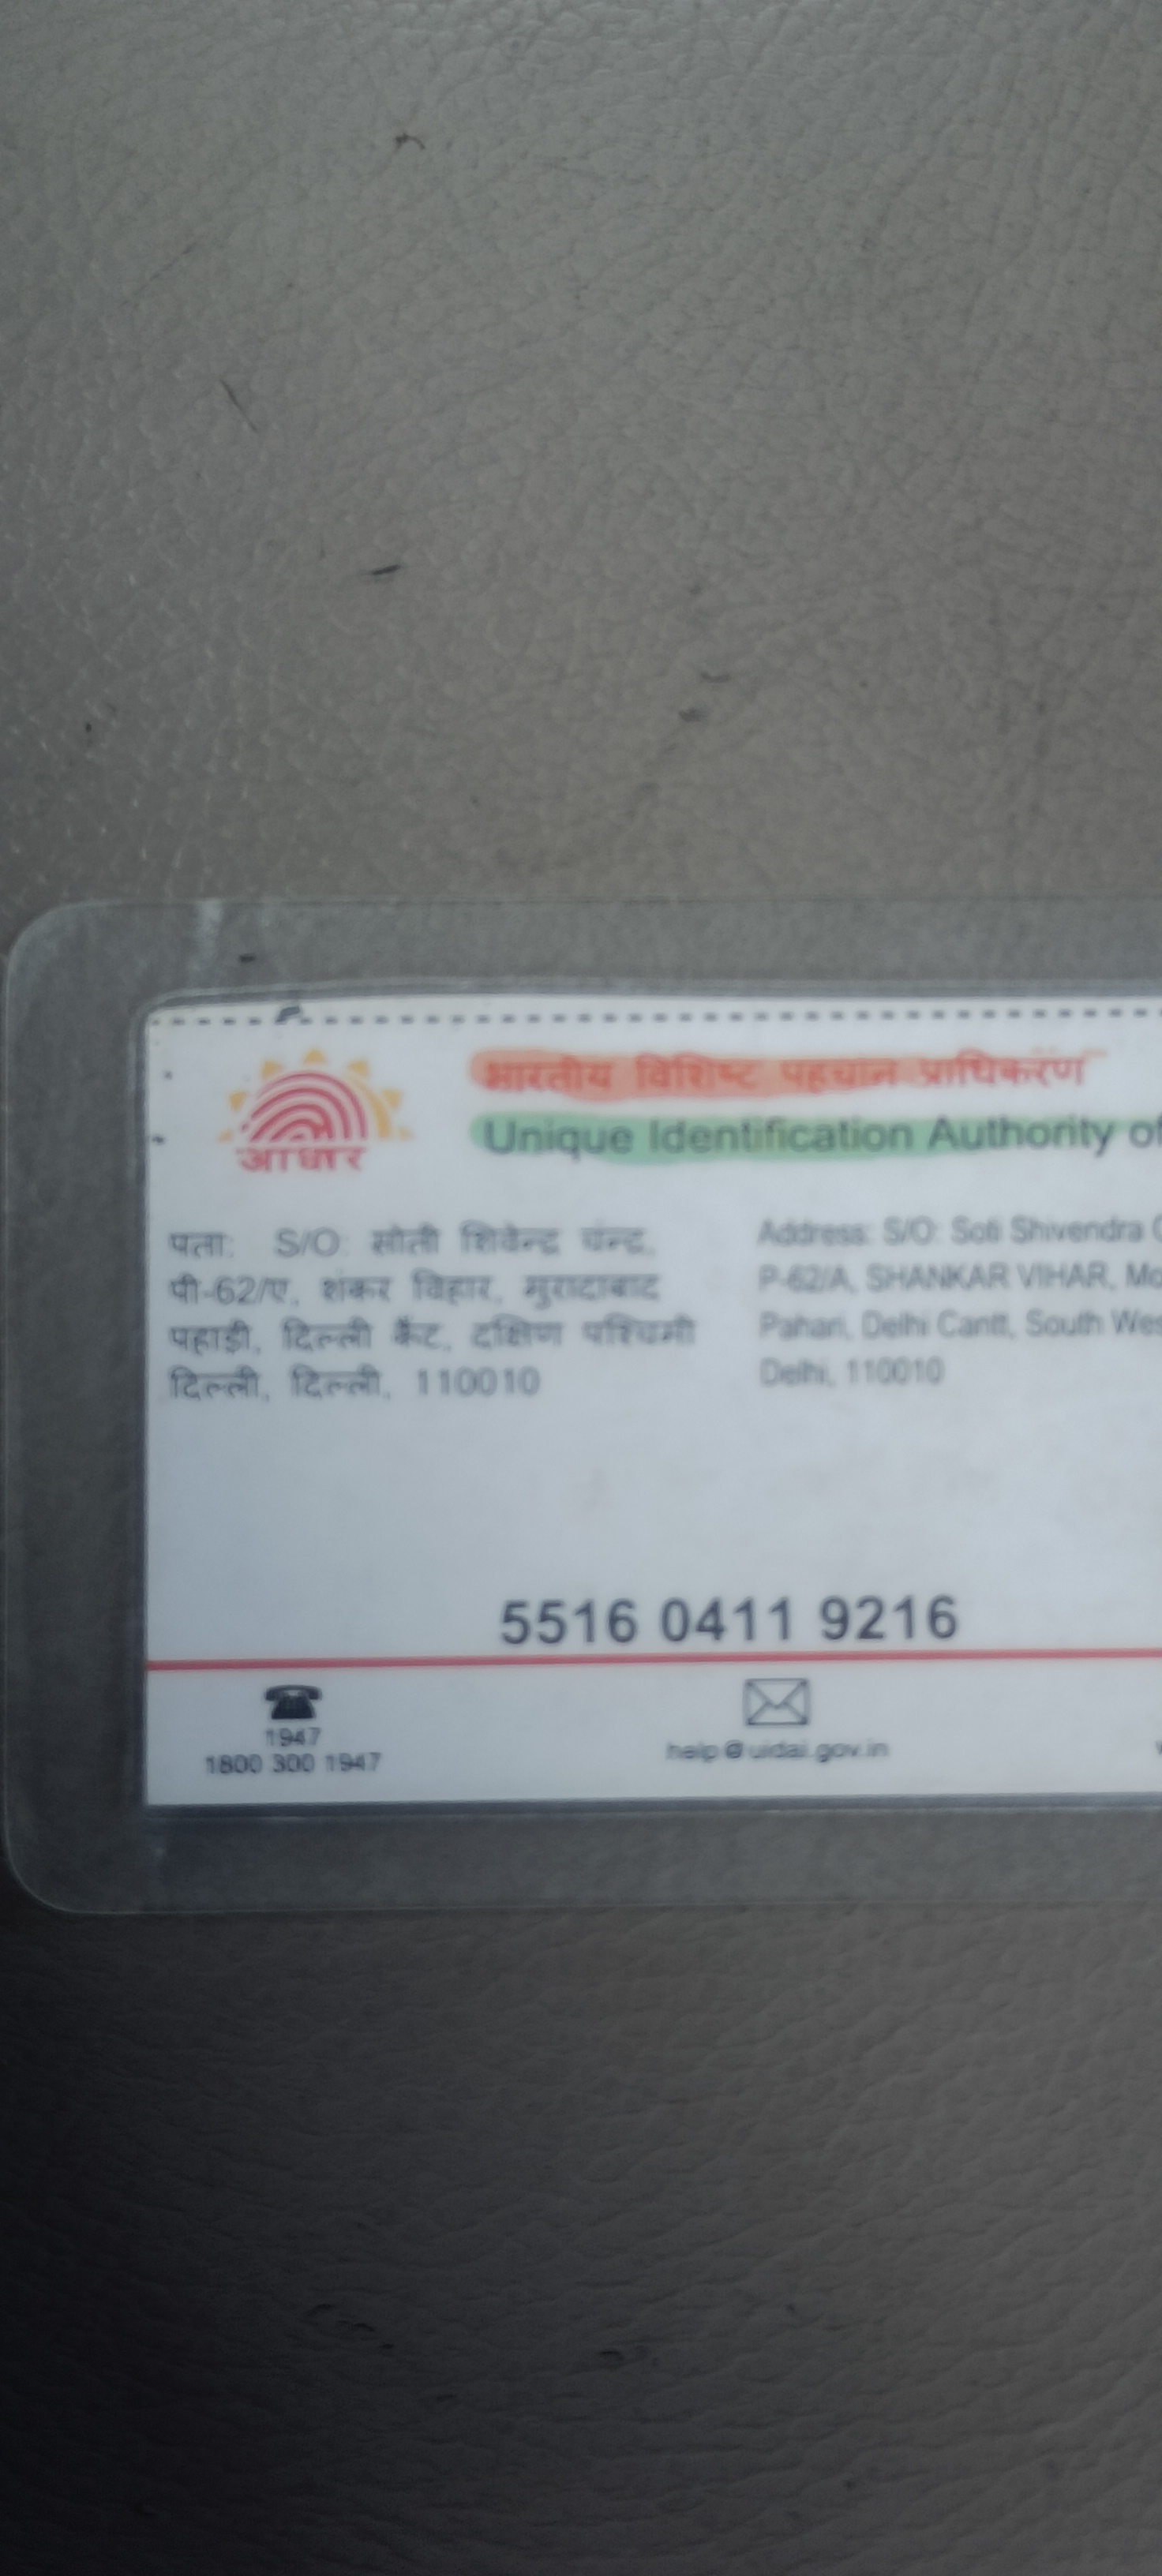 आधार
भारतीय विशिष्ट पहचान प्राधिकरण
Unique Identification Authority of
पता: S/O: सोती शिवेन्द्र चन्द्र,
पी-62/ए, शंकर विहार, मुरादाबाद
पहाड़ी, दिल्ली कैंट, दक्षिण पश्चिमी
दिल्ली, दिल्ली, 110010
Address: S/O: Soti Shivendra
P-62/A, SHANKAR VIHAR,
Pahari, Delhi Cantt, South
Delhi, 110010
5516 0411 9216
1947
1800 300 1947
help@uidai.gov.in